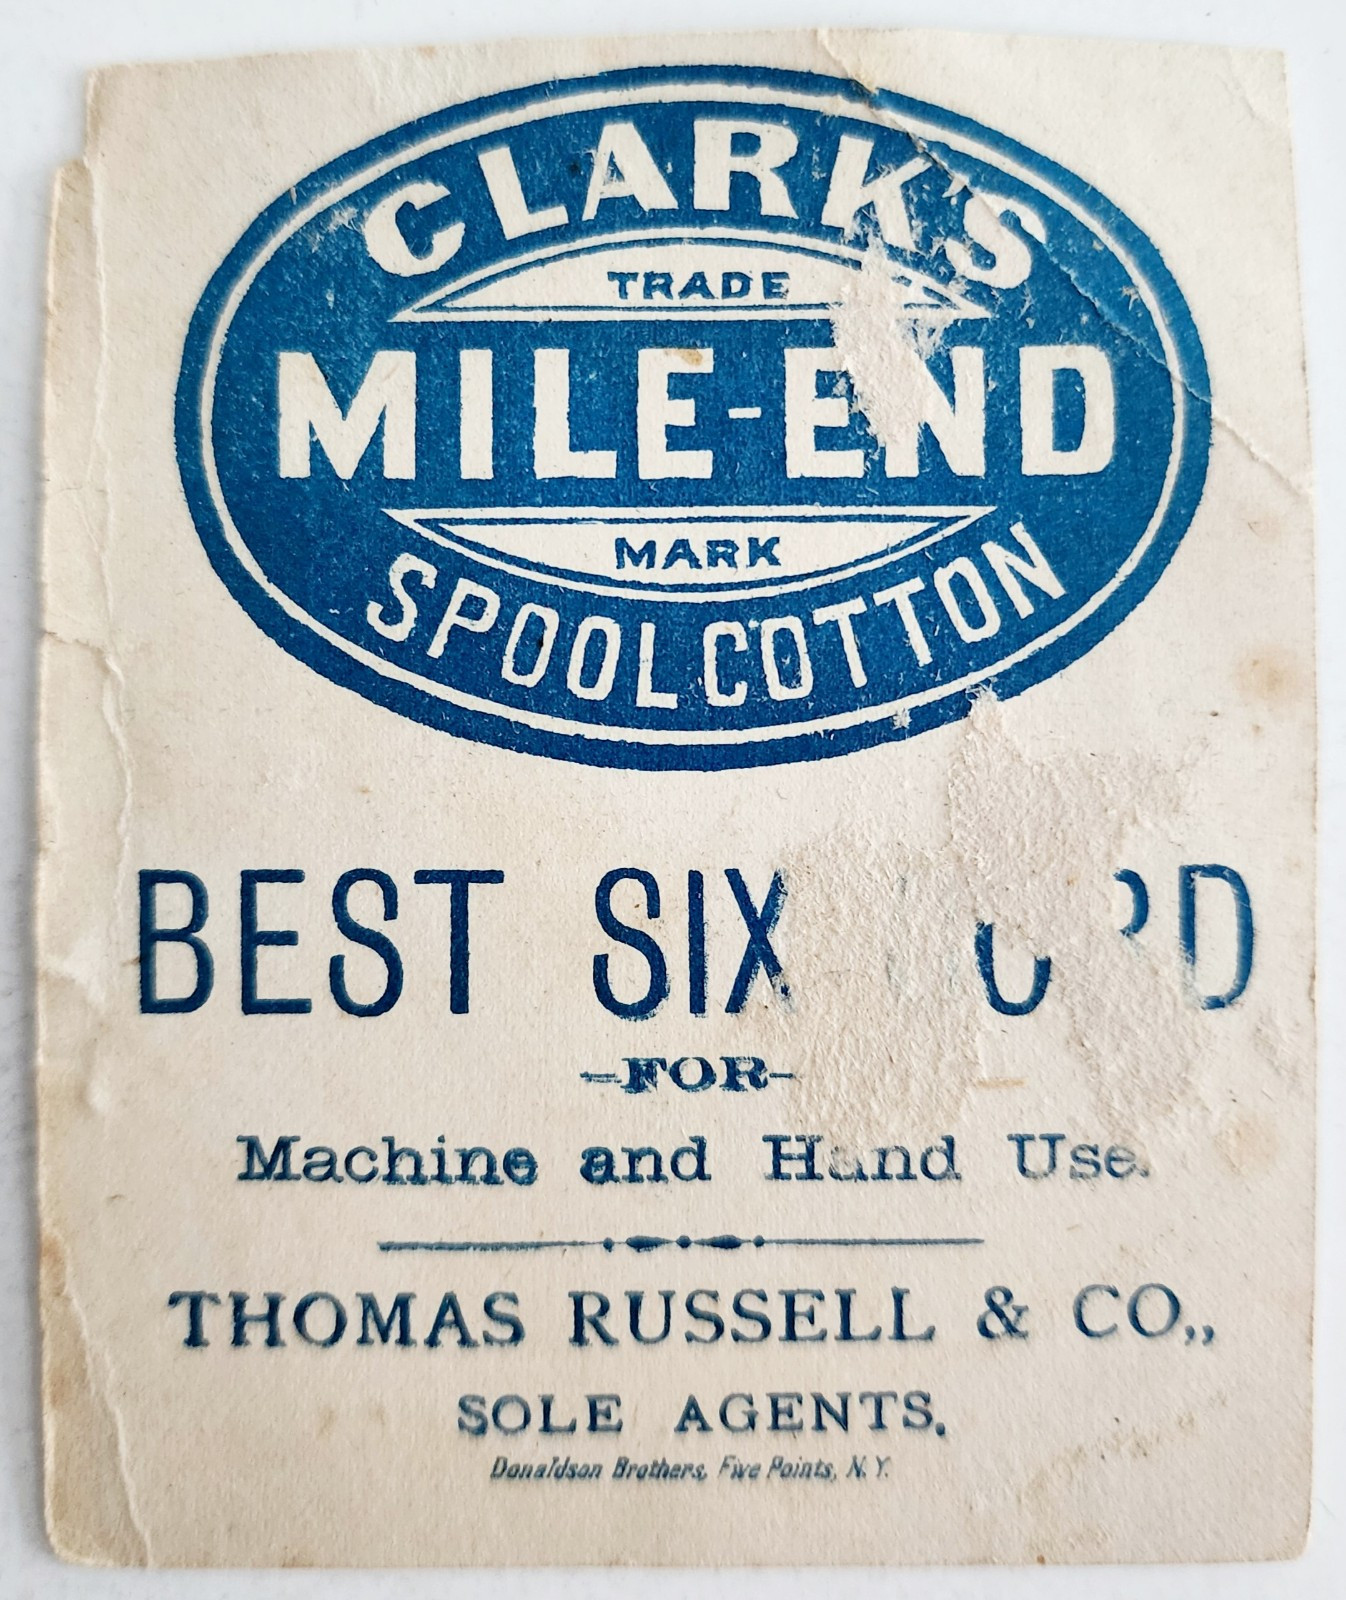 CLARK'S
TRADE
MILE-END
MARK
SPOOL COTTON
BEST SIX
-FOR-
Machine and Hand Use.
THOMAS RUSSELL & CO.,
SOLE AGENTS.
Donaldson Brothers, Five Points, N.Y.